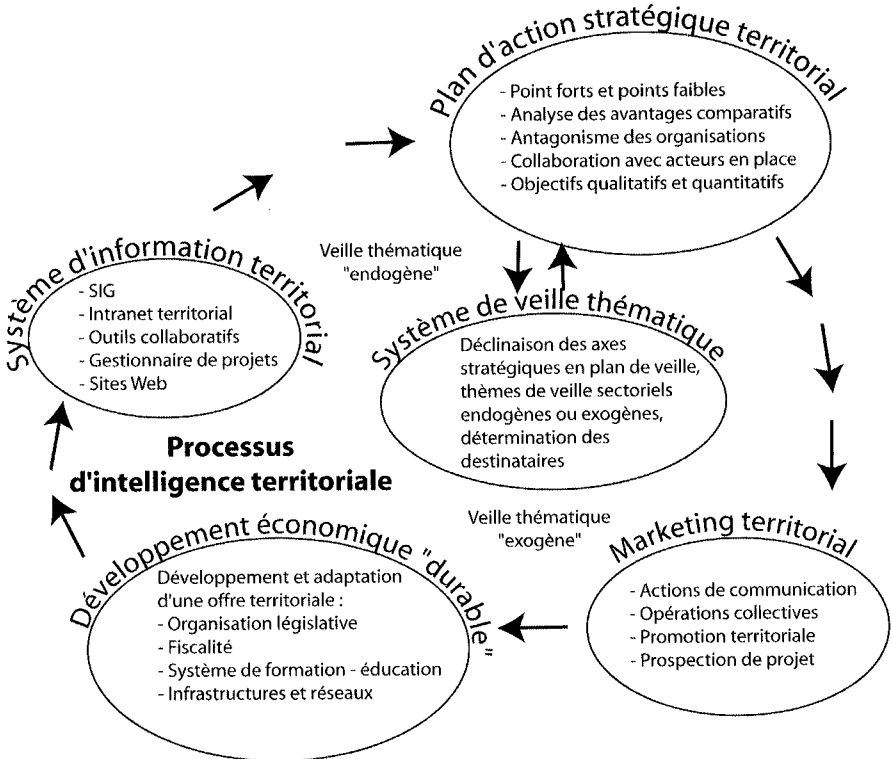 Plan d'action stratégique territorial
- Point forts et points faibles
- Analyse des avantages comparatifs
- Antagonisme des organisations
- Collaboration avec acteurs en place
- Objectifs qualitatifs et quantitatifs
Système d'information territorial
- SIG
- Intranet territorial
- Outils collaboratifs
- Gestionnaire de projets
- Sites Web
Veille thématique
"endogène"
Système de veille thématique
Déclinaison des axes
stratégiques en plan de veille,
thèmes de veille sectoriels
endogènes ou exogènes,
détermination des
destinataires
Processus
d'intelligence territoriale
Veille thématique
"exogène"
Marketing territorial
- Actions de communication
- Opérations collectives
- Promotion territoriale
- Prospection de projet
Développement économique "durable"
Développement et adaptation
d'une offre territoriale :
- Organisation législative
- Fiscalité
- Système de formation - éducation
- Infrastructures et réseaux